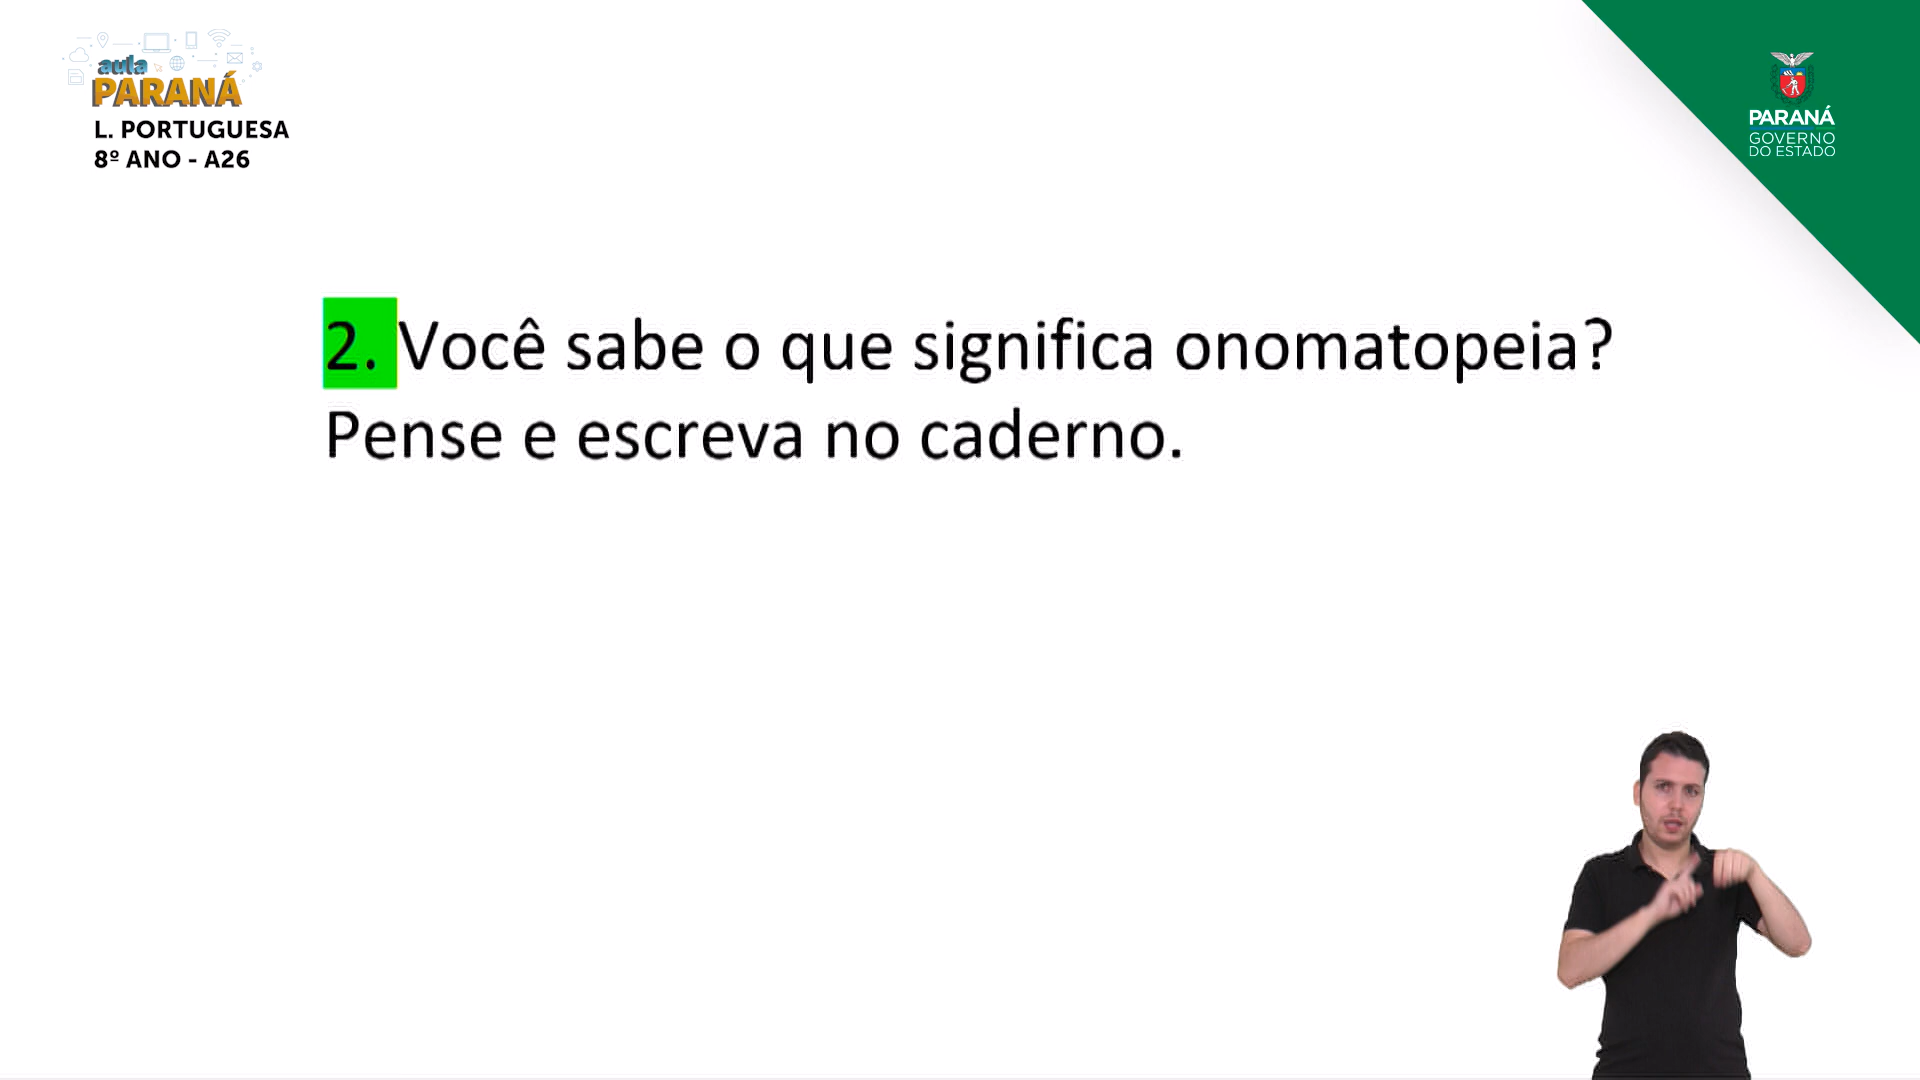 aula
PARANÁ
L. PORTUGUESA
8º ANO - A26
PARANÁ
GOVERNO
DO ESTADO
2. Você sabe o que significa onomatopeia?
Pense e escreva no caderno.